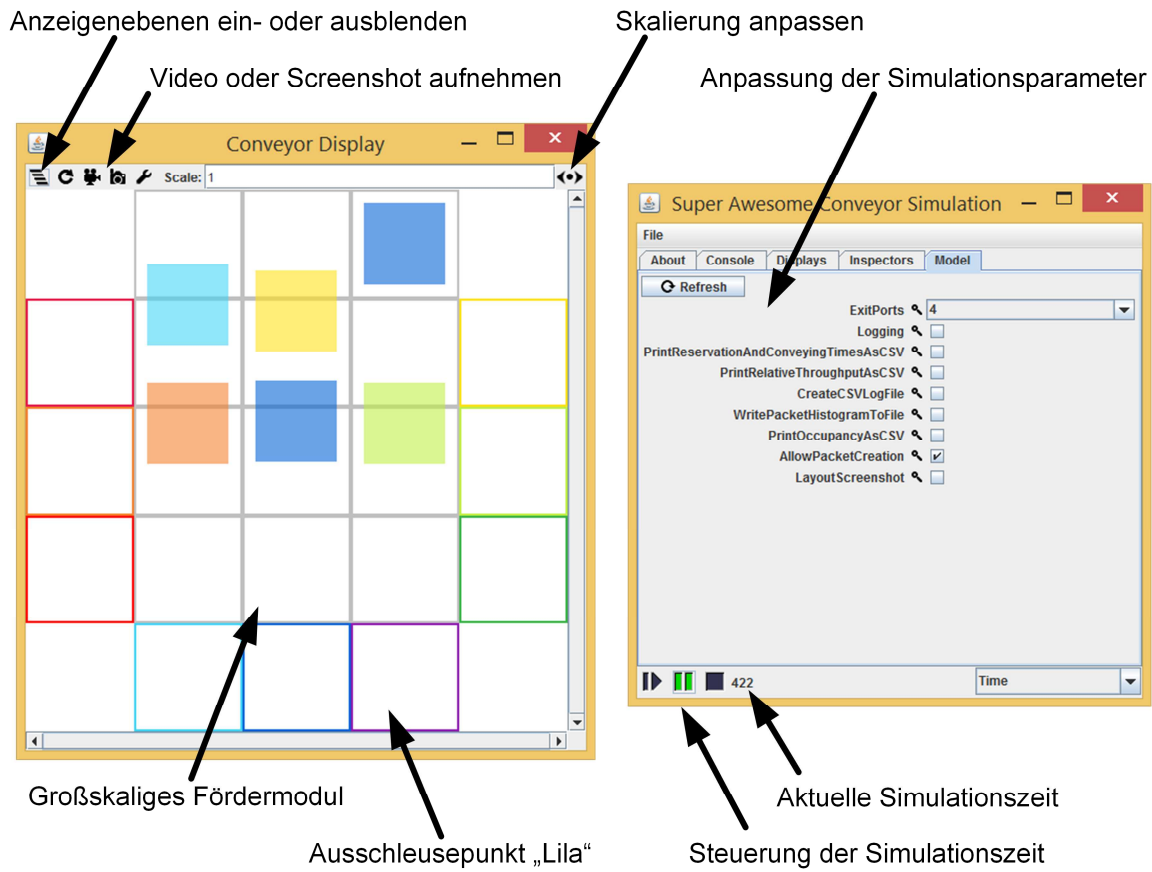 Anzeigenebenen ein- oder ausblenden
Skalierung anpassen
Video oder Screenshot aufnehmen
Anpassung der Simulationsparameter
Conveyor Display
Scale: 1
Super Awesome Conveyor Simulation
File
About Console Displays Inspectors Model
Refresh
ExitPorts 4
Logging
PrintReservationAndConveyingTimesAsCSV
PrintRelativeThroughputAsCSV
CreateCSVLogFile
WritePacketHistogramToFile
PrintOccupancyAsCSV
AllowPacketCreation
LayoutScreenshot
422 Time
Großskaliges Fördermodul
Aktuelle Simulationszeit
Ausschleusepunkt „Lila“
Steuerung der Simulationszeit